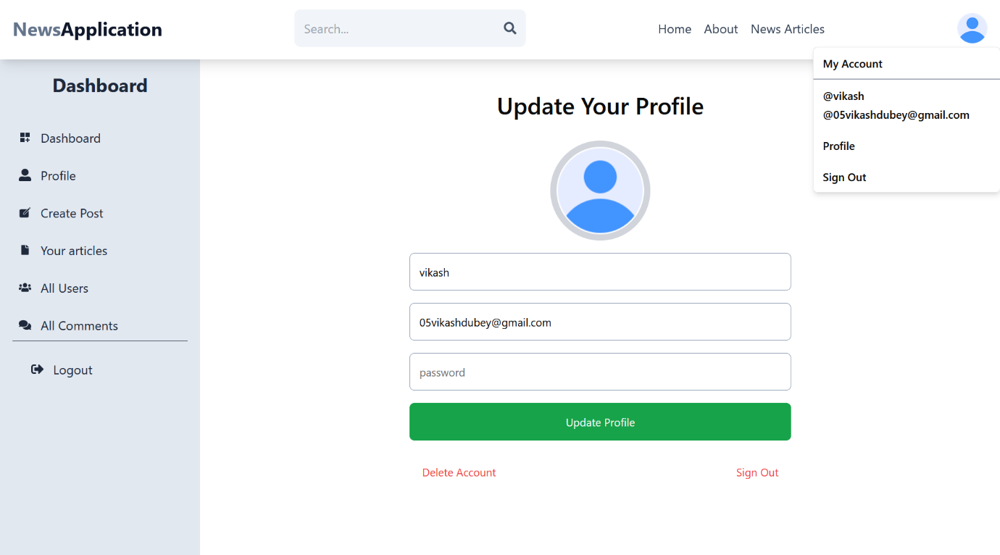 NewsApplication
Search...
Home About News Articles
My Account
@vikash
@05vikashdubey@gmail.com
Profile
Sign Out
Dashboard
Dashboard
Profile
Create Post
Your articles
All Users
All Comments
Logout
Update Your Profile
vikash
05vikashdubey@gmail.com
password
Update Profile
Delete Account Sign Out